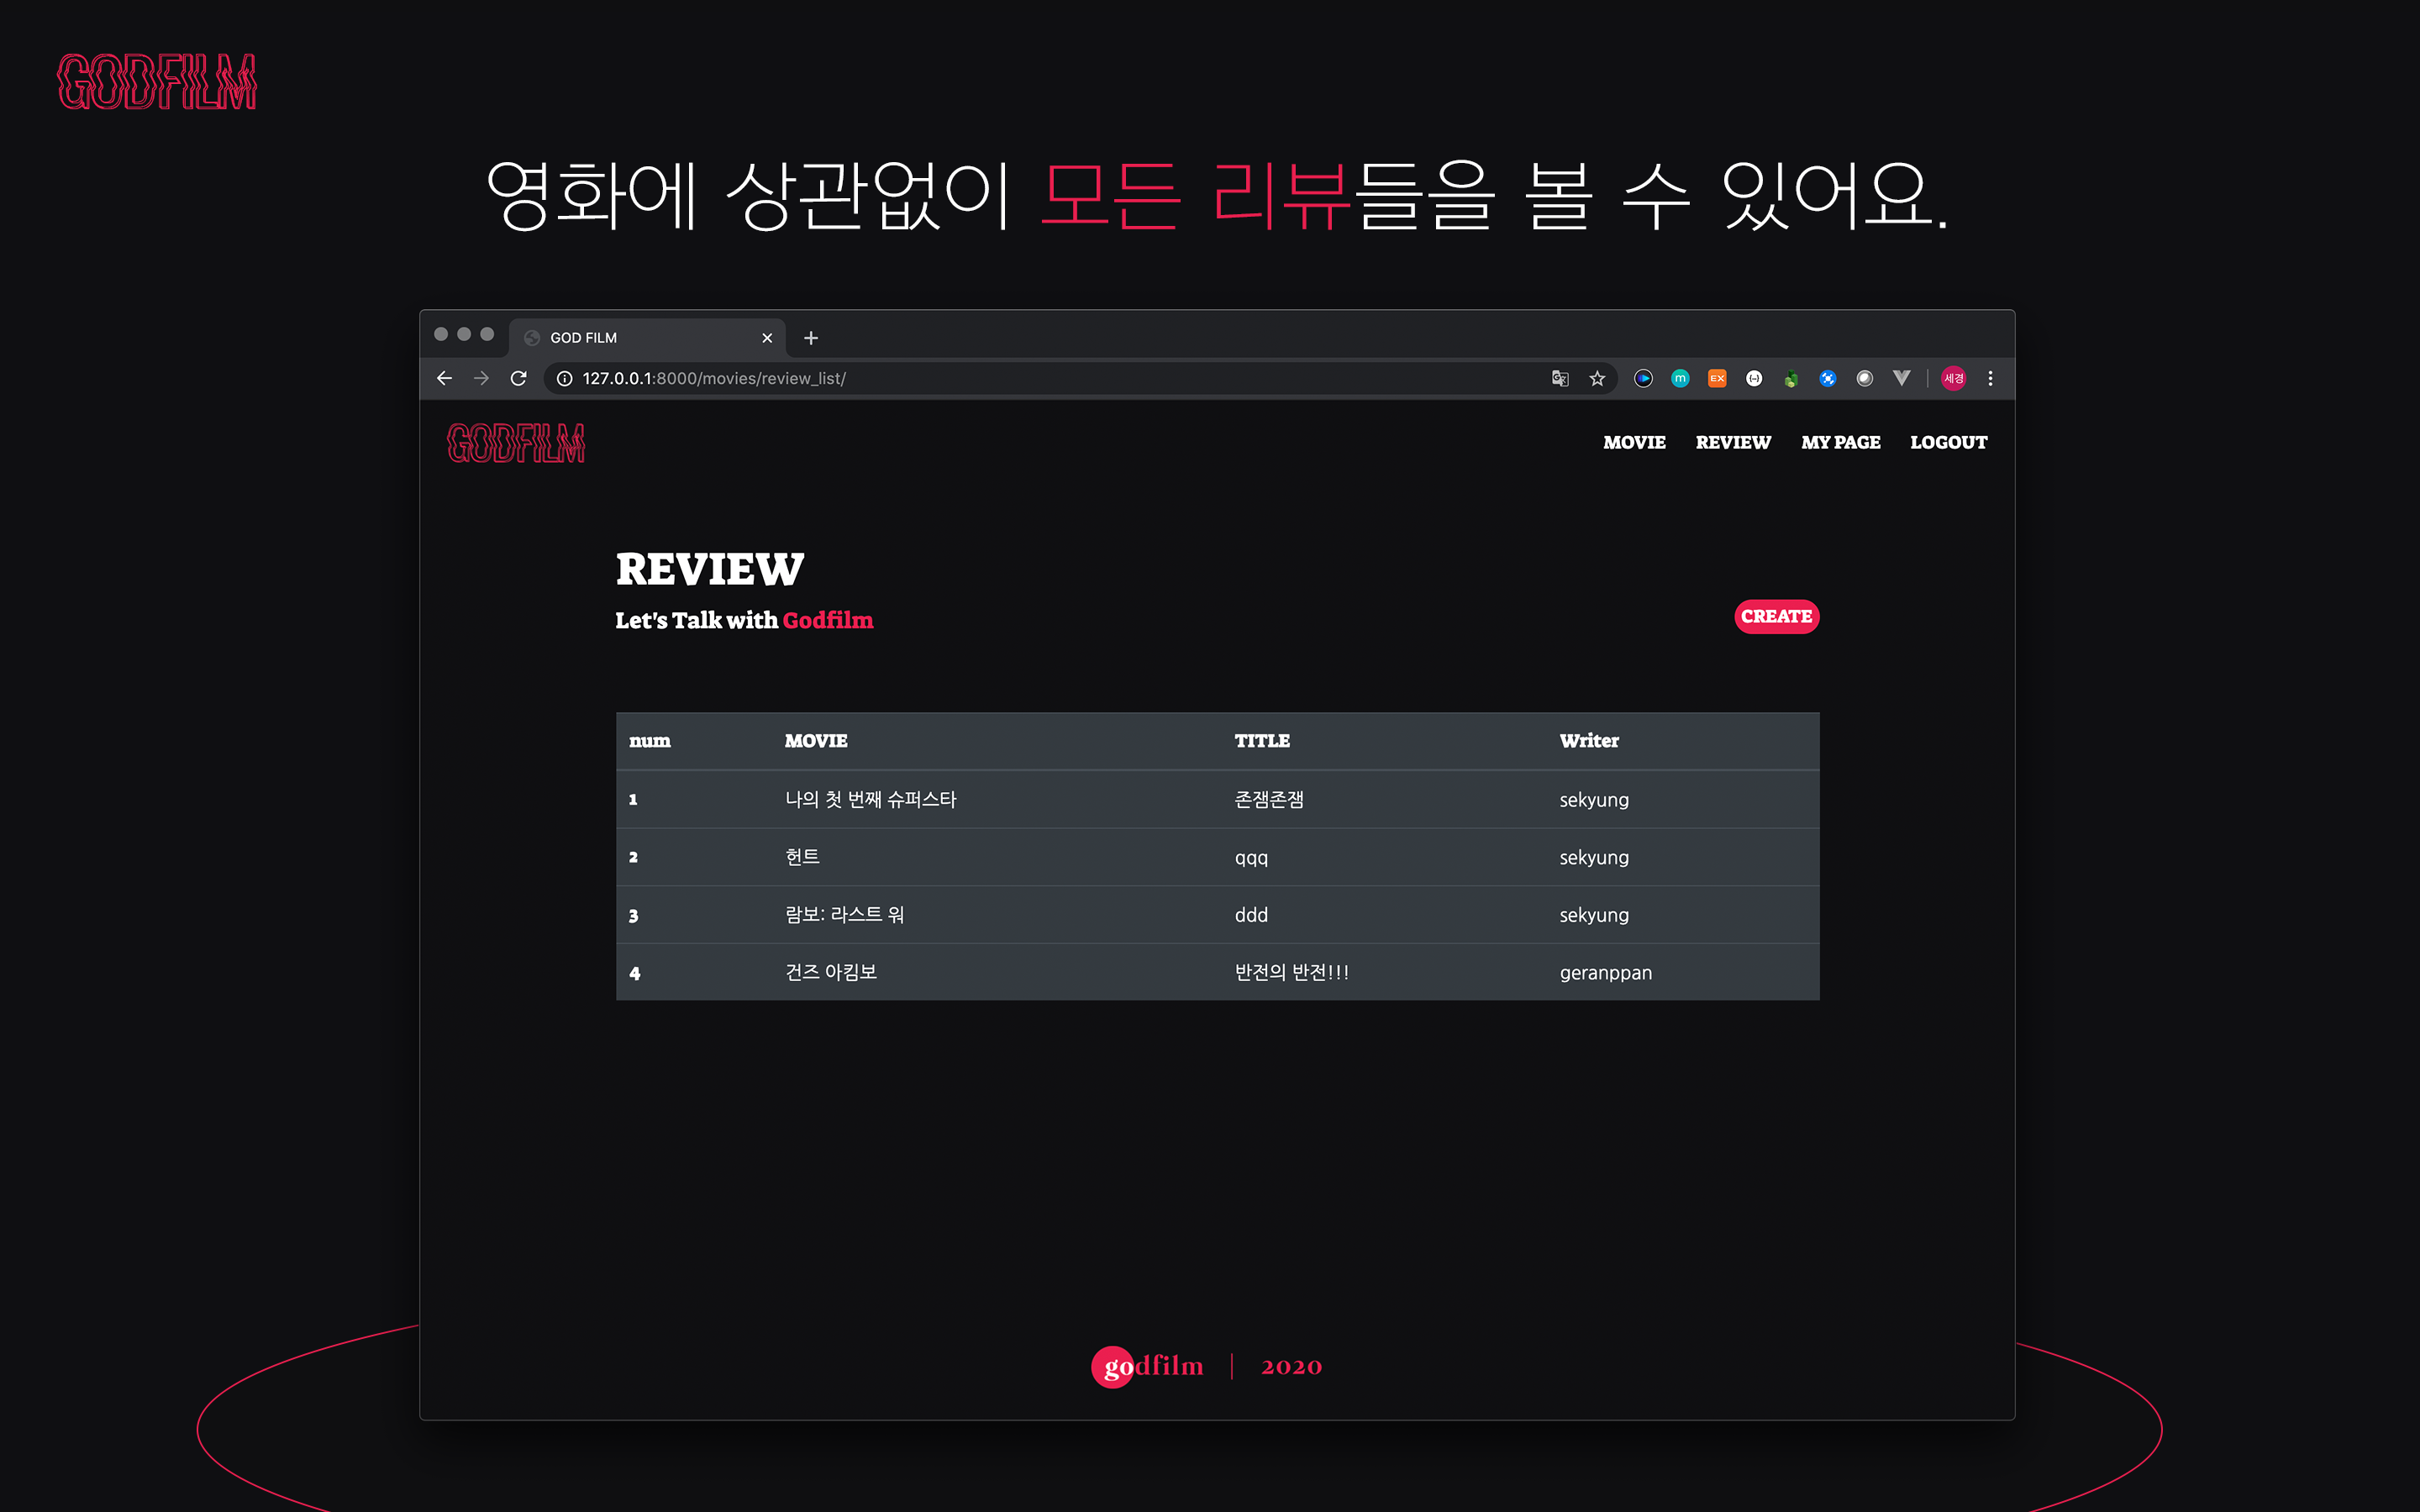 GODFILM
영화에 상관없이 모든 리뷰들을 볼 수 있어요.
GOD FILM
127.0.0.1:8000/movies/review_list/
m
EX
세경
GODFILM
MOVIE REVIEW MY PAGE LOGOUT
REVIEW
Let's Talk with Godfilm
CREATE
num MOVIE TITLE Writer
1 나의 첫 번째 슈퍼스타 존잼존잼 sekyung
2 헌트 qqq sekyung
3 람보: 라스트 워 ddd sekyung
4 건즈 아킴보 반전의 반전!!! geranppan
godfilm | 2020